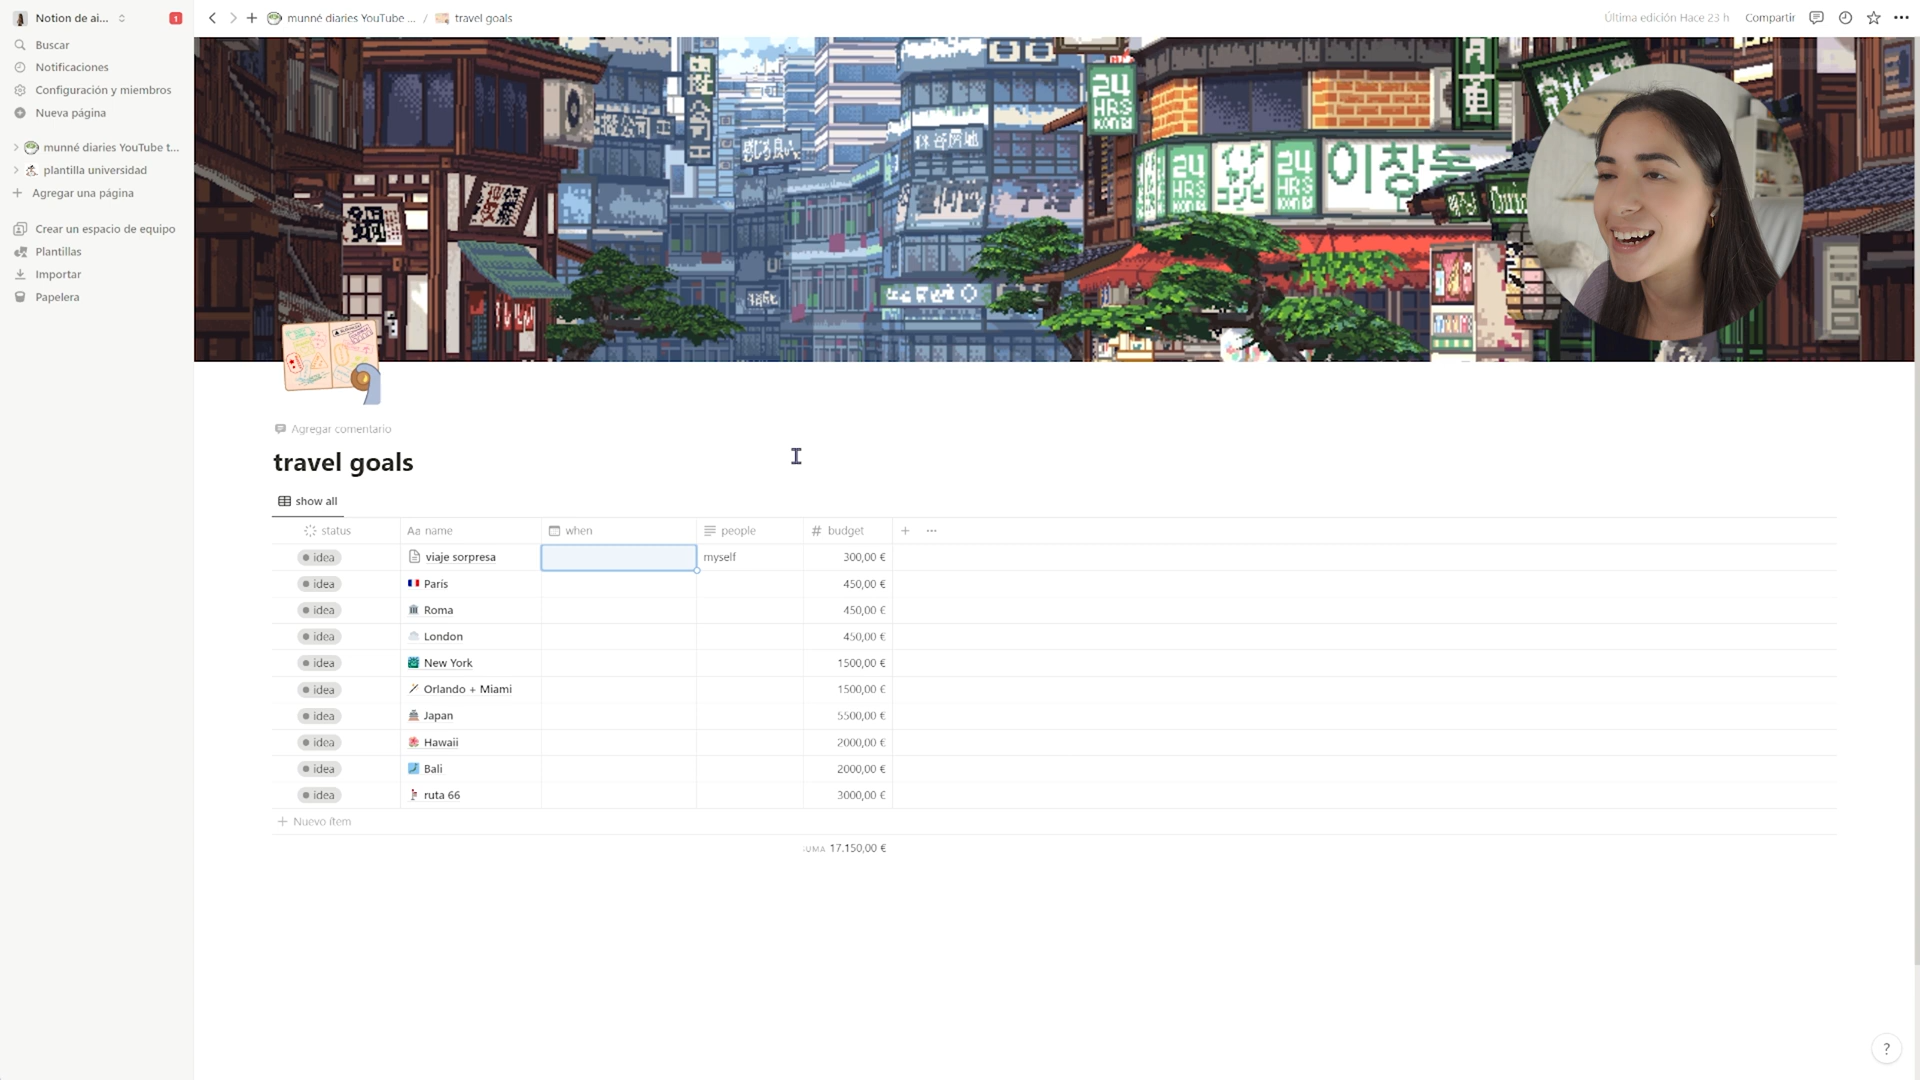 Notion de ai...
1
munné diaries YouTube ... / travel goals
Última edición Hace 23 h
Compartir
Buscar
Notificaciones
Configuración y miembros
Nueva página
munné diaries YouTube t...
plantilla universidad
Agregar una página
Crear un espacio de equipo
Plantillas
Importar
Papelera
24
HRS
24
HRS
24
HRS
이창독
Agregar comentario
travel goals
show all
status Aa name when people # budget
idea viaje sorpresa myself 300,00 €
idea París 450,00 €
idea Roma 450,00 €
idea London 450,00 €
idea New York 1500,00 €
idea Orlando + Miami 1500,00 €
idea Japan 5500,00 €
idea Hawaii 2000,00 €
idea Bali 2000,00 €
idea ruta 66 3000,00 €
Nuevo ítem
UMA 17.150,00 €
?